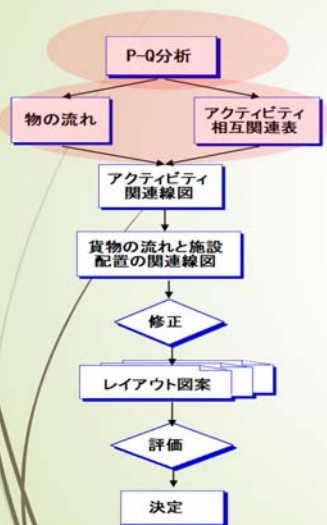 P-Q分析
物の流れ
アクティビティ
相互関連表
アクティビティ
関連線図
貨物の流れと施設
配置の関連線図
修正
レイアウト図案
評価
決定